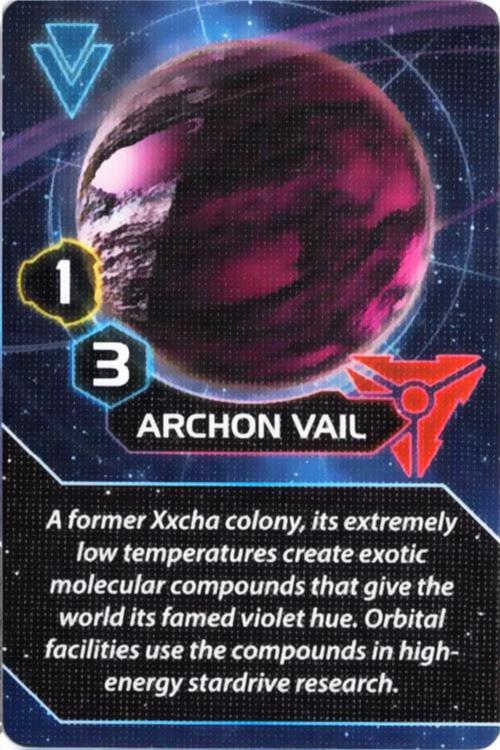 1
3
ARCHON VAIL
A former Xxcha colony, its extremely
low temperatures create exotic
molecular compounds that give the
world its famed violet hue. Orbital
facilities use the compounds in high-
energy stardrive research.